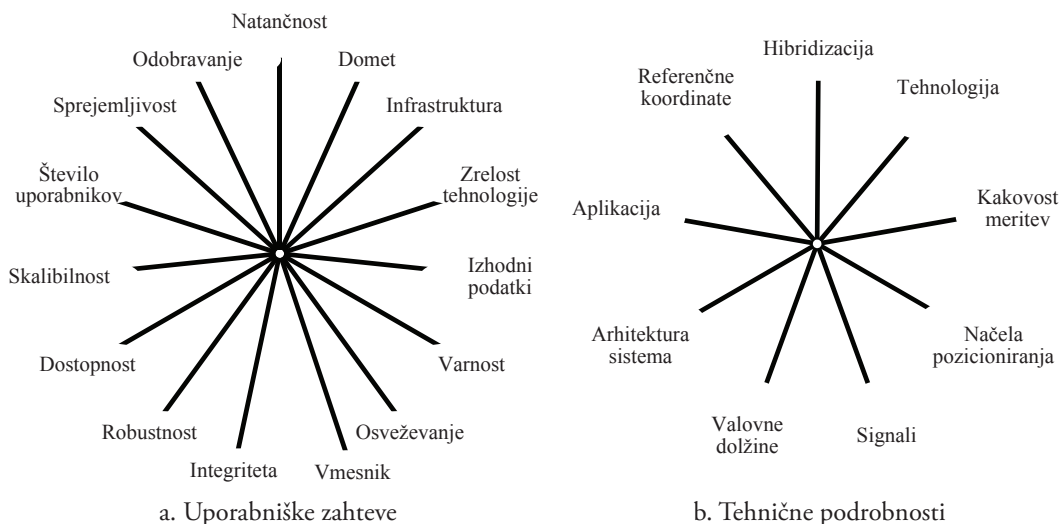 Natančnost
Odobravanje
Domet
Sprejemljivost
Infrastruktura
Število
uporabnikov
Zrelost
tehnologije
Skalibilnost
Izhodni
podatki
Dostopnost
Varnost
Robustnost
Osveževanje
Integriteta
Vmesnik
a. Uporabniške zahteve
Hibridizacija
Referenčne
koordinate
Tehnologija
Aplikacija
Kakovost
meritev
Arhitektura
sistema
Načela
pozicioniranja
Valovne
dolžine
Signali
b. Tehnične podrobnosti